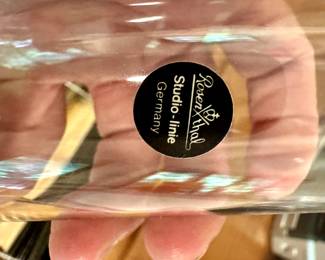 Rosenthal
Studio-linie
Germany